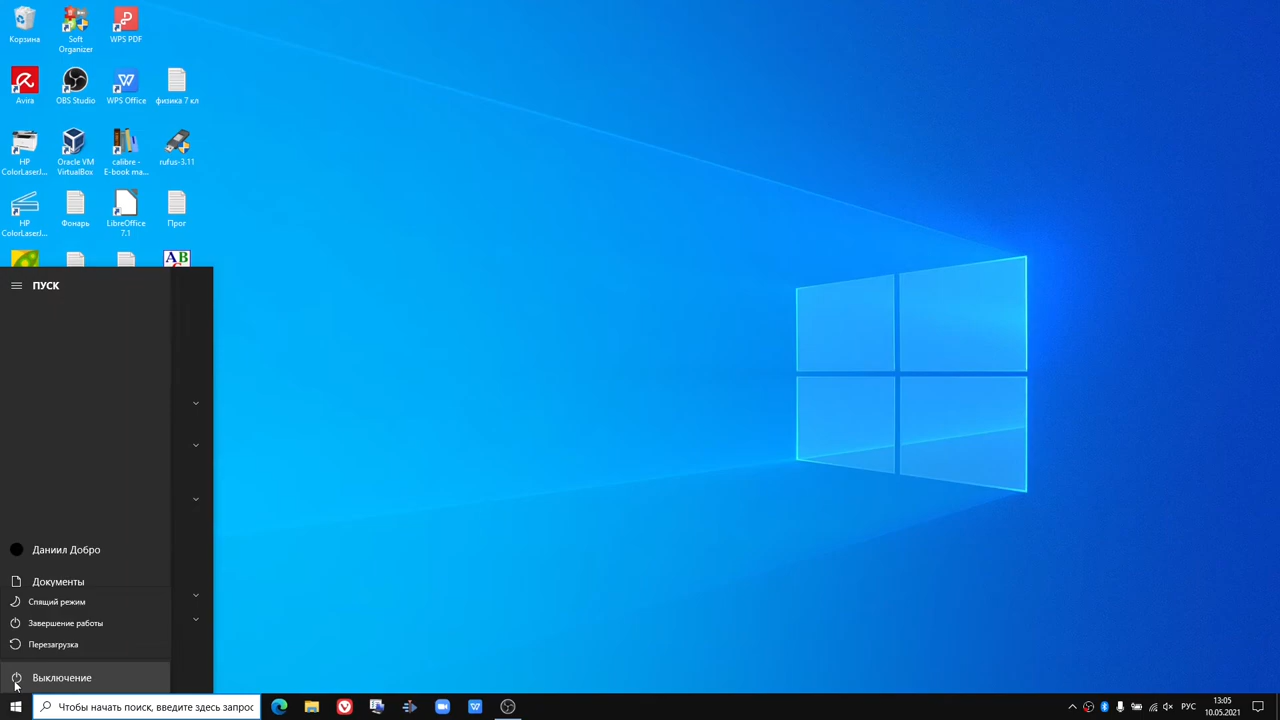 Корзина
Soft
Organizer
WPS PDF
Avira
OBS Studio
WPS Office
физика 7 кл
HP
ColorLaserJ...
Oracle VM
VirtualBox
calibre -
E-book ma...
rufus-3.11
HP
ColorLaserJ...
Фонарь
LibreOffice
7.1
Прог
ПУСК
Даниил Добро
Документы
Спящий режим
Завершение работы
Перезагрузка
Выключение
Чтобы начать поиск, введите здесь запрос
РУС
13:05
10.05.2021